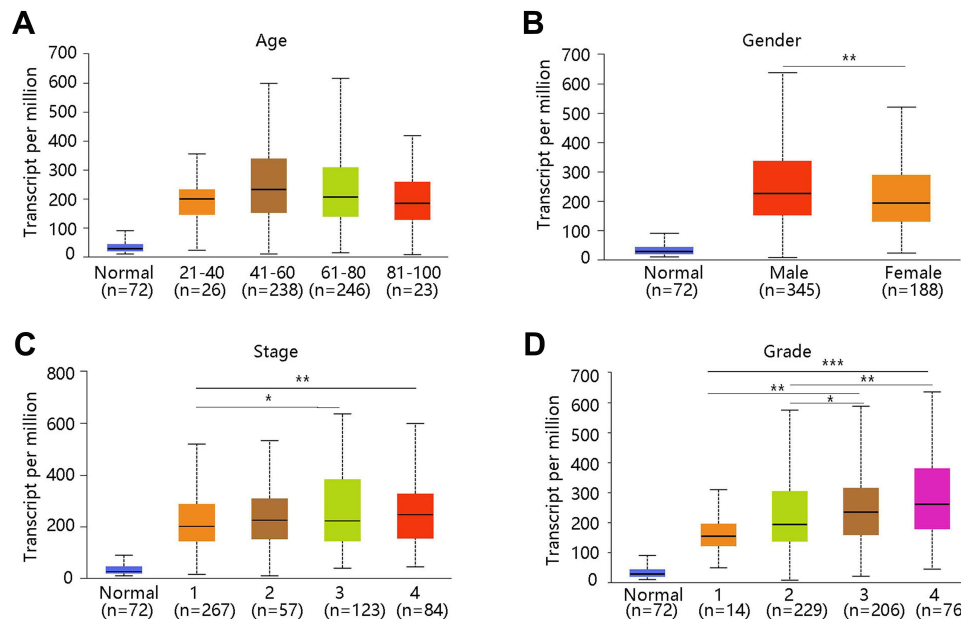 A
Age
Transcript per million
700
600
500
400
300
200
100
0
Normal 21-40 41-60 61-80 81-100
(n=72) (n=26) (n=238) (n=246) (n=23)
B
Gender
Transcript per million
700
600
500
400
300
200
100
0
**
Normal Male Female
(n=72) (n=345) (n=188)
C
Stage
Transcript per million
800
600
400
200
0
**
*
Normal 1 2 3 4
(n=72) (n=267) (n=57) (n=123) (n=84)
D
Grade
Transcript per million
700
600
500
400
300
200
100
0
***
** **
*
Normal 1 2 3 4
(n=72) (n=14) (n=229) (n=206) (n=76